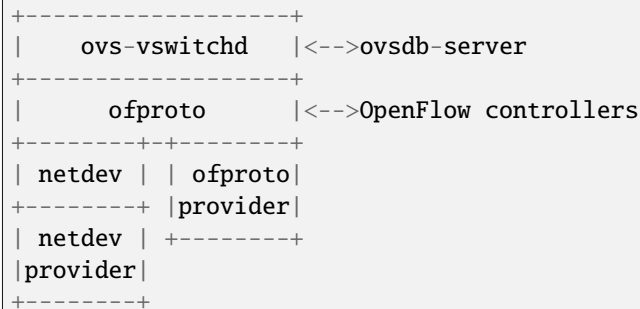 +--------------------+
|    ovs-vswitchd    |<-->ovsdb-server
+--------------------+
|      ofproto       |<-->OpenFlow controllers
+--------+-+--------+
| netdev | | ofproto|
+--------+ |provider|
| netdev | +--------+
|provider|
+--------+